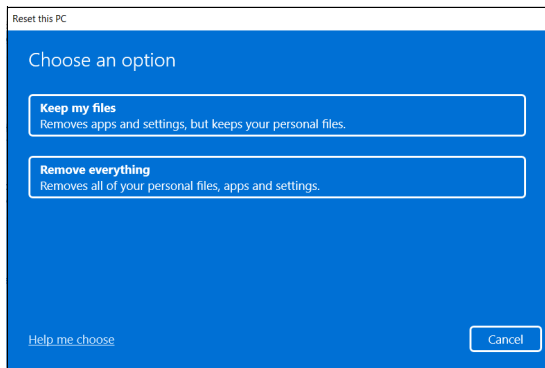 Reset this PC
Choose an option
Keep my files
Removes apps and settings, but keeps your personal files.
Remove everything
Removes all of your personal files, apps and settings.
Help me choose
Cancel